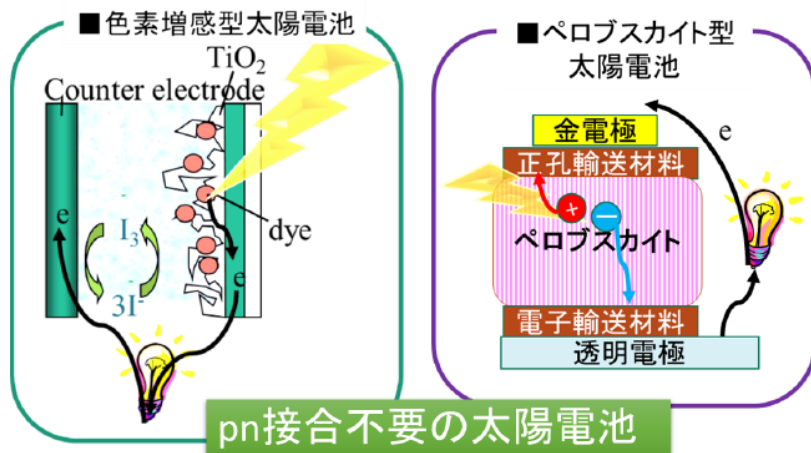 ■色素増感型太陽電池
TiO₂
Counter electrode
e
I₃⁻
3I⁻
dye
e
■ペロブスカイト型
太陽電池
金電極
e
正孔輸送材料
+
−
ペロブスカイト
電子輸送材料
透明電極
pn接合不要の太陽電池